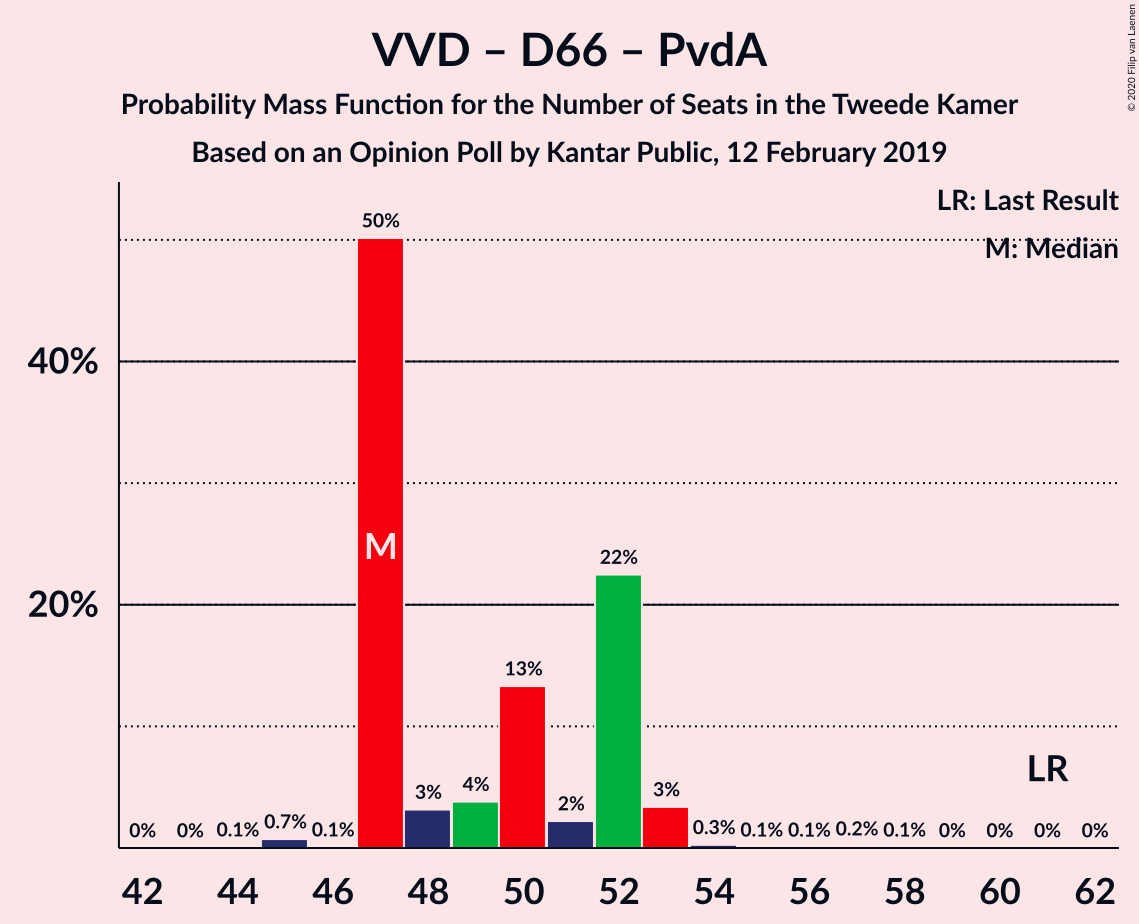 VVD – D66 – PvdA
Probability Mass Function for the Number of Seats in the Tweede Kamer
Based on an Opinion Poll by Kantar Public, 12 February 2019
© 2020 Filip van Laenen
LR: Last Result
M: Median
50%
40%
M
22%
20%
13%
LR
0% 0% 0.1% 0.7% 0.1% 3% 4% 2% 3% 0.3% 0.1% 0.1% 0.2% 0.1% 0% 0% 0% 0%
42 44 46 48 50 52 54 56 58 60 62